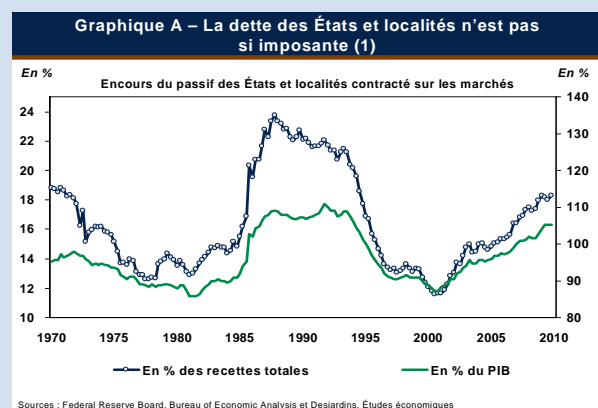 Graphique A – La dette des États et localités n'est pas
si imposante (1)
En % En %
Encours du passif des États et localités contracté sur les marchés
24
22
20
18
16
14
12
10
140
130
120
110
100
90
80
1970 1975 1980 1985 1990 1995 2000 2005 2010
En % des recettes totales En % du PIB
Sources : Federal Reserve Board, Bureau of Economic Analysis et Desjardins, Études économiques